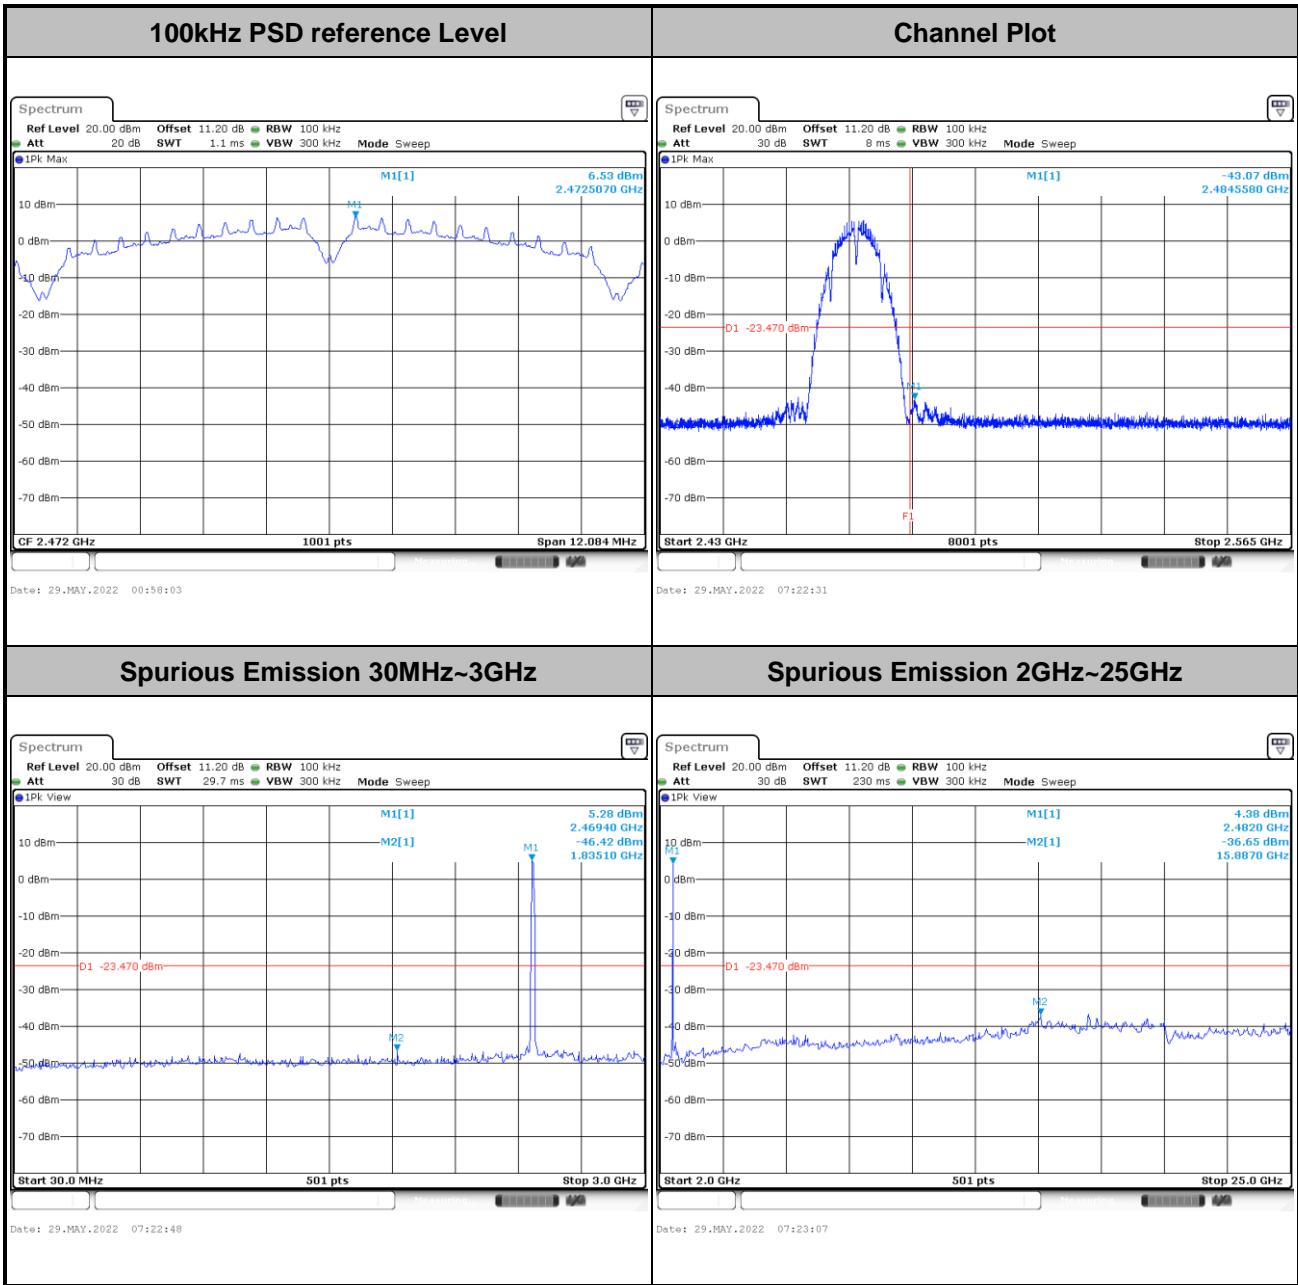 100kHz PSD reference Level
Channel Plot
Spectrum
Ref Level 20.00 dBm Offset 11.20 dB RBW 100 kHz
Att 20 dB SWT 1.1 ms VBW 300 kHz Mode Sweep
1Pk Max
M1[1] 6.53 dBm
2.4725070 GHz
M1
10 dBm
0 dBm
-10 dBm
-20 dBm
-30 dBm
-40 dBm
-50 dBm
-60 dBm
-70 dBm
CF 2.472 GHz 1001 pts Span 12.084 MHz
Measuring...
Date: 29.MAY.2022 00:58:03
Spectrum
Ref Level 20.00 dBm Offset 11.20 dB RBW 100 kHz
Att 30 dB SWT 8 ms VBW 300 kHz Mode Sweep
1Pk Max
M1[1] -43.07 dBm
2.4845580 GHz
10 dBm
0 dBm
-10 dBm
-20 dBm
D1 -23.470 dBm
-30 dBm
-40 dBm
M1
-50 dBm
-60 dBm
-70 dBm
F1
Start 2.43 GHz 8001 pts Stop 2.565 GHz
Measuring...
Date: 29.MAY.2022 07:22:31
Spurious Emission 30MHz~3GHz
Spurious Emission 2GHz~25GHz
Spectrum
Ref Level 20.00 dBm Offset 11.20 dB RBW 100 kHz
Att 30 dB SWT 29.7 ms VBW 300 kHz Mode Sweep
1Pk View
M1[1] 5.28 dBm
2.46940 GHz
M2[1] -46.42 dBm
1.83510 GHz
10 dBm
M1
0 dBm
-10 dBm
-20 dBm
D1 -23.470 dBm
-30 dBm
-40 dBm
M2
-50 dBm
-60 dBm
-70 dBm
Start 30.0 MHz 501 pts Stop 3.0 GHz
Measuring...
Date: 29.MAY.2022 07:22:48
Spectrum
Ref Level 20.00 dBm Offset 11.20 dB RBW 100 kHz
Att 30 dB SWT 230 ms VBW 300 kHz Mode Sweep
1Pk View
M1[1] 4.38 dBm
2.4820 GHz
M2[1] -36.65 dBm
15.8870 GHz
10 dBm
M1
0 dBm
-10 dBm
-20 dBm
D1 -23.470 dBm
-30 dBm
M2
-40 dBm
-50 dBm
-60 dBm
-70 dBm
Start 2.0 GHz 501 pts Stop 25.0 GHz
Measuring...
Date: 29.MAY.2022 07:23:07